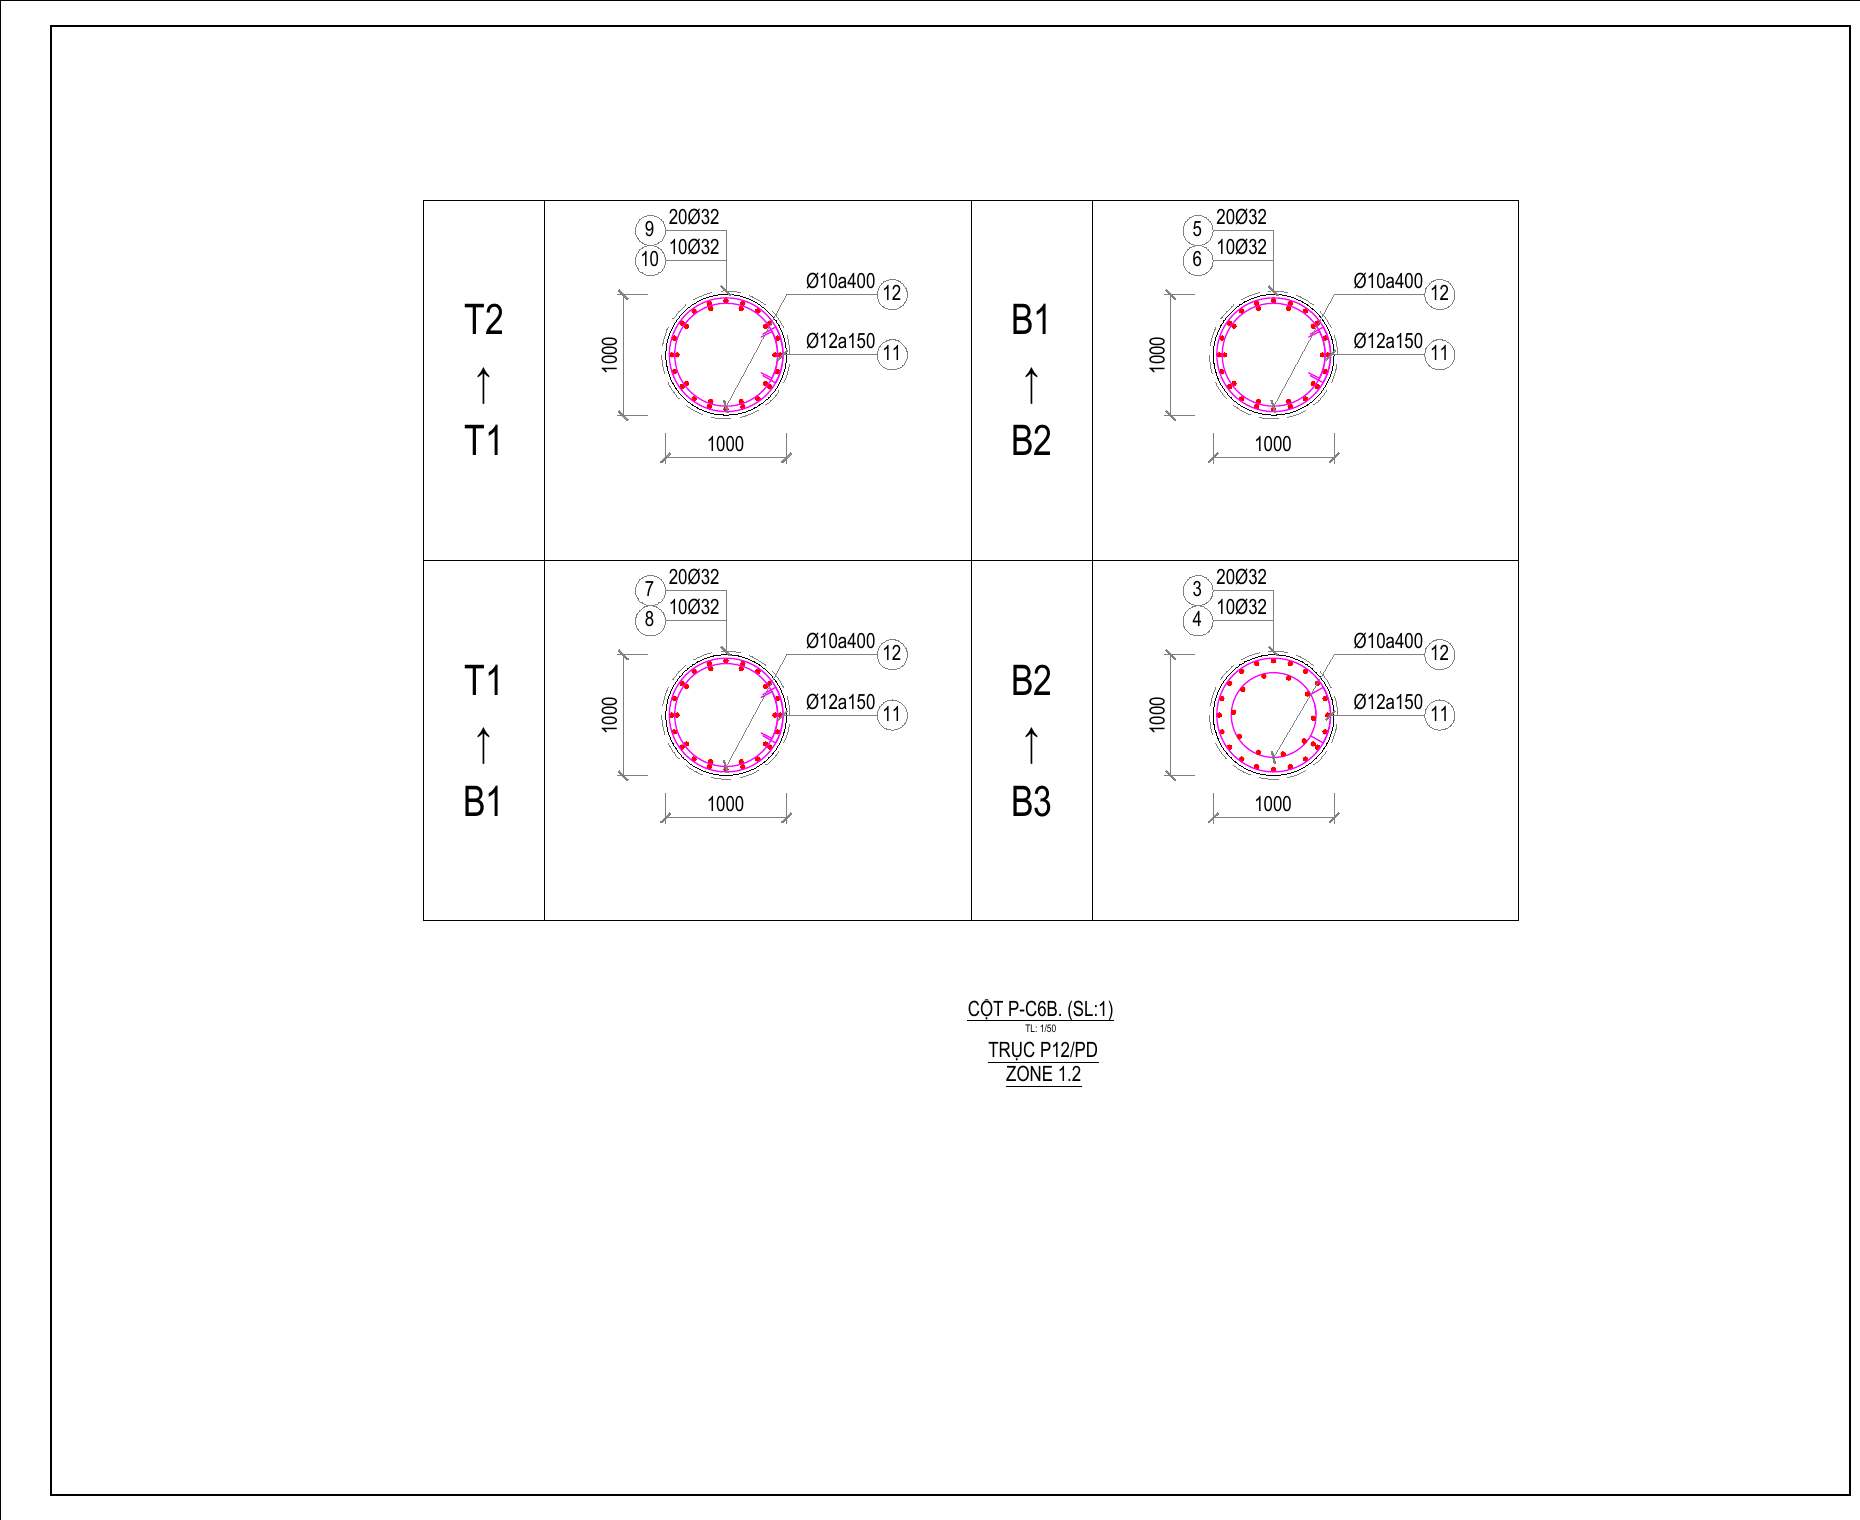 T2
↑
T1
9 20Ø32
10 10Ø32
Ø10a400 12
Ø12a150 11
1000
1000
B1
↑
B2
5 20Ø32
6 10Ø32
Ø10a400 12
Ø12a150 11
1000
1000
T1
↑
B1
7 20Ø32
8 10Ø32
Ø10a400 12
Ø12a150 11
1000
1000
B2
↑
B3
3 20Ø32
4 10Ø32
Ø10a400 12
Ø12a150 11
1000
1000
CỘT P-C6B. (SL:1)
TL: 1/50
TRỤC P12/PD
ZONE 1.2